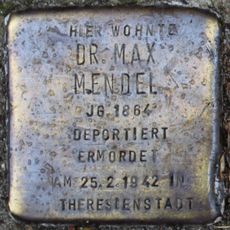 HIER WOHNTE
DR. MAX
MENDEL
JG 1864
DEPORTIERT
ERMORDET
AM 25.2.1942 IN
THERESIENSTADT